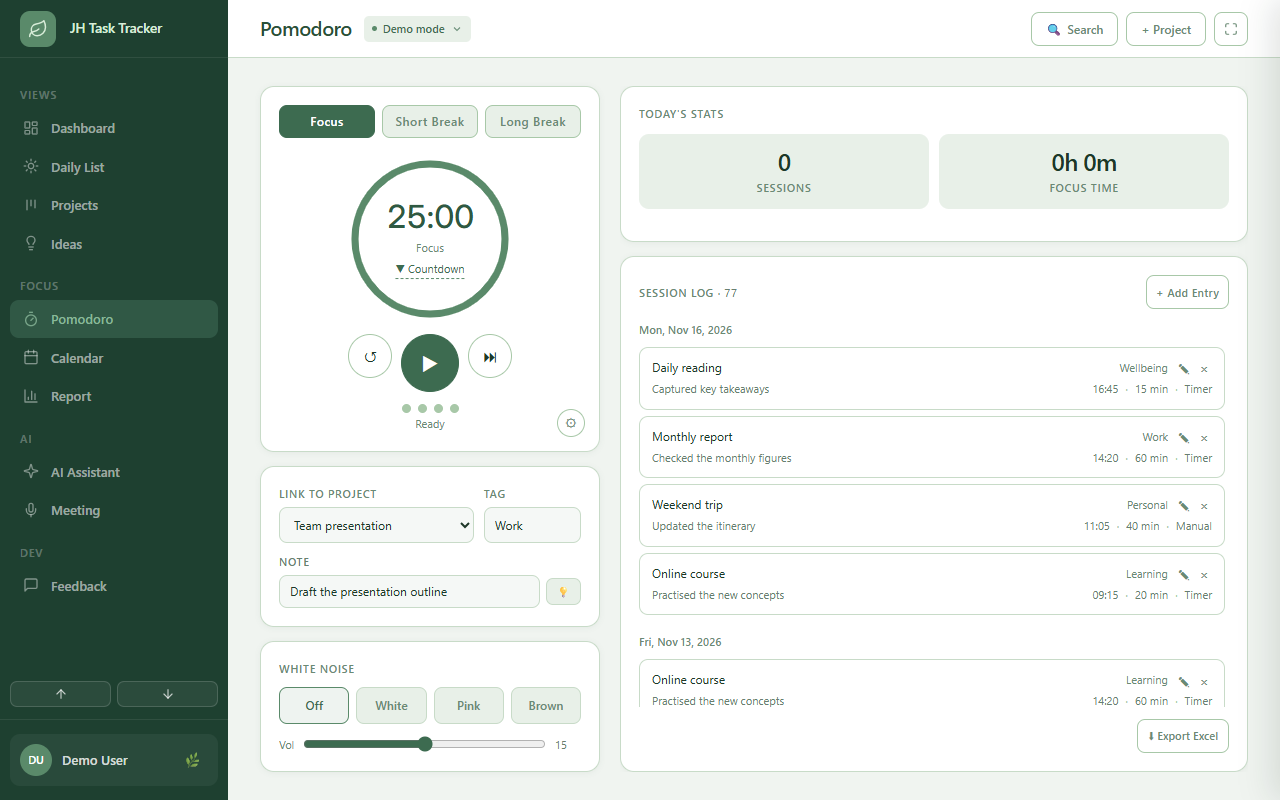 JH Task Tracker
VIEWS
Dashboard
Daily List
Projects
Ideas
FOCUS
Pomodoro
Calendar
Report
AI
AI Assistant
Meeting
DEV
Feedback
↑ ↓
DU Demo User
Pomodoro Demo mode
Search + Project
Focus Short Break Long Break
25:00
Focus
▼ Countdown
Ready
LINK TO PROJECT TAG
Team presentation Work
NOTE
Draft the presentation outline
WHITE NOISE
Off White Pink Brown
Vol 15
TODAY'S STATS
0 0h 0m
SESSIONS FOCUS TIME
SESSION LOG · 77 + Add Entry
Mon, Nov 16, 2026
Daily reading Wellbeing ×
Captured key takeaways 16:45 · 15 min · Timer
Monthly report Work ×
Checked the monthly figures 14:20 · 60 min · Timer
Weekend trip Personal ×
Updated the itinerary 11:05 · 40 min · Manual
Online course Learning ×
Practised the new concepts 09:15 · 20 min · Timer
Fri, Nov 13, 2026
Online course Learning ×
Practised the new concepts 14:20 · 60 min · Timer
⬇ Export Excel